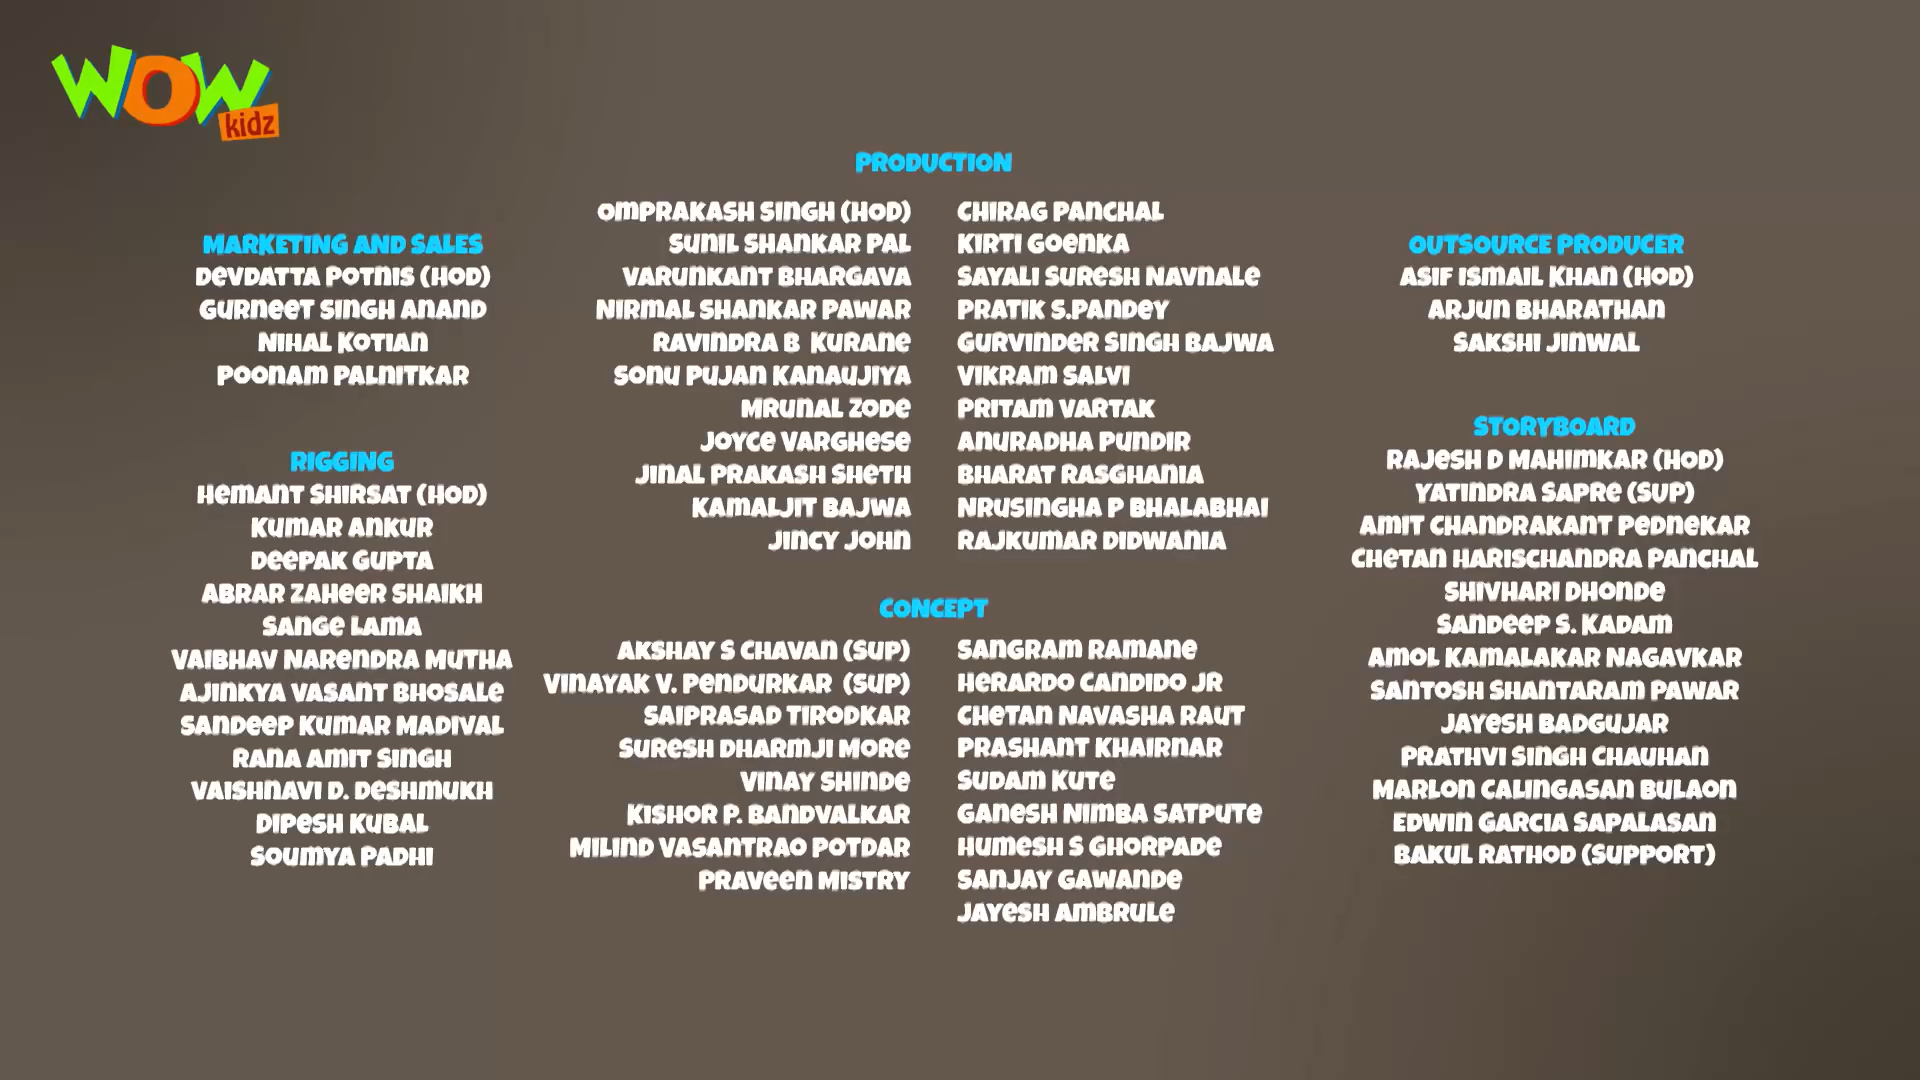 WOW
kidz
MARKETING AND SALES
DEVDATTA POTNIS (HOD)
GURNEET SINGH ANAND
NIHAL KOTIAN
POONAM PALNITKAR
RIGGING
HEMANT SHIRSAT (HOD)
KUMAR ANKUR
DEEPAK GUPTA
ABRAR ZAHEER SHAIKH
SANGE LAMA
VAIBHAV NARENDRA MUTHA
AJINKYA VASANT BHOSALE
SANDEEP KUMAR MADIVAL
RANA AMIT SINGH
VAISHNAVI D. DESHMUKH
DIPESH KUBAL
SOUMYA PADHI
PRODUCTION
OMPRAKASH SINGH (HOD)
SUNIL SHANKAR PAL
VARUNKANT BHARGAVA
NIRMAL SHANKAR PAWAR
RAVINDRA B KURANE
SONU PUJAN KANAUJIYA
MRUNAL ZODE
JOYCE VARGHESE
JINAL PRAKASH SHETH
KAMALJIT BAJWA
JINCY JOHN
CHIRAG PANCHAL
KIRTI GOENKA
SAYALI SURESH NAVNALE
PRATIK S.PANDEY
GURVINDER SINGH BAJWA
VIKRAM SALVI
PRITAM VARTAK
ANURADHA PUNDIR
BHARAT RASGHANIA
NRUSINGHA P BHALABHAI
RAJKUMAR DIDWANIA
CONCEPT
AKSHAY S CHAVAN (SUP)
VINAYAK V. PENDURKAR (SUP)
SAIPRASAD TIRODKAR
SURESH DHARMJI MORE
VINAY SHINDE
KISHOR P. BANDVALKAR
MILIND VASANTRAO POTDAR
PRAVEEN MISTRY
SANGRAM RAMANE
HERARDO CANDIDO JR
CHETAN NAVASHA RAUT
PRASHANT KHAIRNAR
SUDAM KUTE
GANESH NIMBA SATPUTE
HUMESH S GHORPADE
SANJAY GAWANDE
JAYESH AMBRULE
OUTSOURCE PRODUCER
ASIF ISMAIL KHAN (HOD)
ARJUN BHARATHAN
SAKSHI JINWAL
STORYBOARD
RAJESH D MAHIMKAR (HOD)
YATINDRA SAPRE (SUP)
AMIT CHANDRAKANT PEDNEKAR
CHETAN HARISCHANDRA PANCHAL
SHIVHARI DHONDE
SANDEEP S. KADAM
AMOL KAMALAKAR NAGAVKAR
SANTOSH SHANTARAM PAWAR
JAYESH BADGUJAR
PRATHVI SINGH CHAUHAN
MARLON CALINGASAN BULAON
EDWIN GARCIA SAPALASAN
BAKUL RATHOD (SUPPORT)